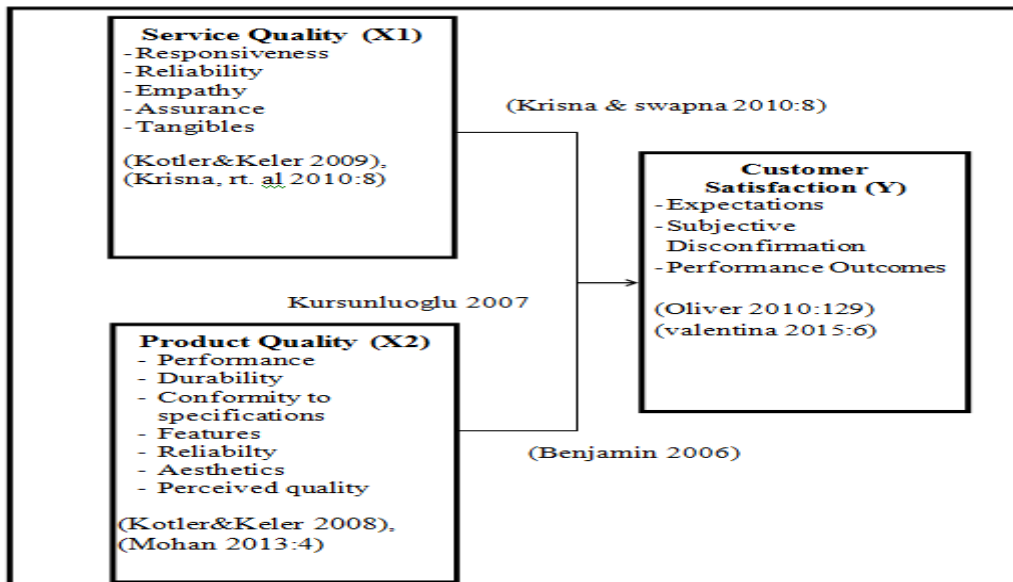 Service Quality (X1)
-Responsiveness
-Reliability
-Empathy
-Assurance
-Tangibles
(Kotler&Keler 2009),
(Krisna, rt. al 2010:8)
(Krisna & swapna 2010:8)
Customer
Satisfaction (Y)
-Expectations
-Subjective
Disconfirmation
-Performance Outcomes
(Oliver 2010:129)
(valentina 2015:6)
Kursunluoglu 2007
Product Quality (X2)
- Performance
- Durability
- Conformity to
specifications
- Features
- Reliabilty
- Aesthetics
- Perceived quality
(Kotler&Keler 2008),
(Mohan 2013:4)
(Benjamin 2006)